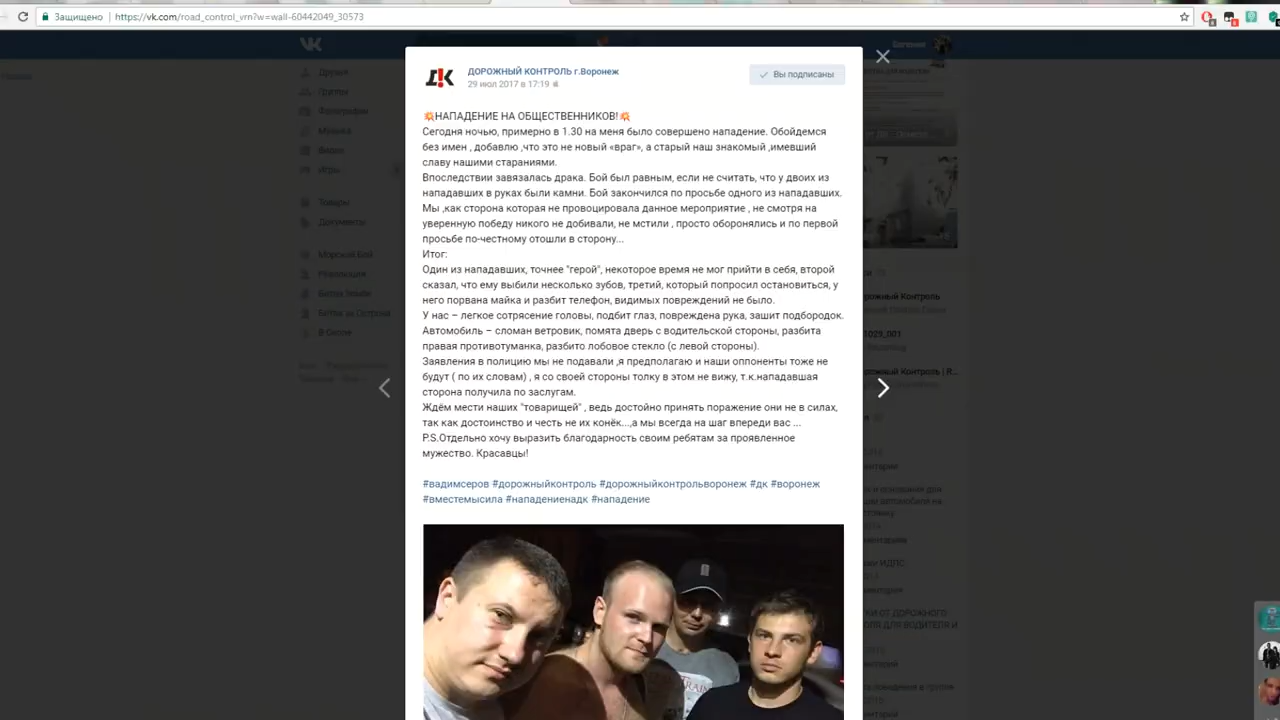 Защищено
https://vk.com/road_control_vrn?w=wall-60442049_30573
ДОРОЖНЫЙ КОНТРОЛЬ г.Воронеж
29 июл 2017 в 17:19
Вы подписаны
💥НАПАДЕНИЕ НА ОБЩЕСТВЕННИКОВ!💥
Сегодня ночью, примерно в 1.30 на меня было совершено нападение. Обойдемся
без имен , добавлю ,что это не новый «враг», а старый наш знакомый ,имевший
славу нашими стараниями.
Впоследствии завязалась драка. Бой был равным, если не считать, что у двоих из
нападавших в руках были камни. Бой закончился по просьбе одного из нападавших.
Мы ,как сторона которая не провоцировала данное мероприятие , не смотря на
уверенную победу никого не добивали, не мстили , просто оборонялись и по первой
просьбе по-честному отошли в сторону...
Итог:
Один из нападавших, точнее "герой", некоторое время не мог прийти в себя, второй
сказал, что ему выбили несколько зубов, третий, который попросил остановиться, у
него порвана майка и разбит телефон, видимых повреждений не было.
У нас – легкое сотрясение головы, подбит глаз, повреждена рука, зашит подбородок.
Автомобиль – сломан ветровик, помята дверь с водительской стороны, разбита
правая противотуманка, разбито лобовое стекло (с левой стороны).
Заявления в полицию мы не подавали ,я предполагаю и наши оппоненты тоже не
будут ( по их словам) , я со своей стороны толку в этом не вижу, т.к.нападавшая
сторона получила по заслугам.
Ждём мести наших "товарищей" , ведь достойно принять поражение они не в силах,
так как достоинство и честь не их конёк...,а мы всегда на шаг впереди вас ...
P.S.Отдельно хочу выразить благодарность своим ребятам за проявленное
мужество. Красавцы!
#вадимсеров #дорожныйконтроль #дорожныйконтрольворонеж #дк #воронеж
#вместемысила #нападениенадк #нападение
Друзья
Группы
Фотографии
Музыка
Видео
Игры
Товары
Документы
Морской Бой